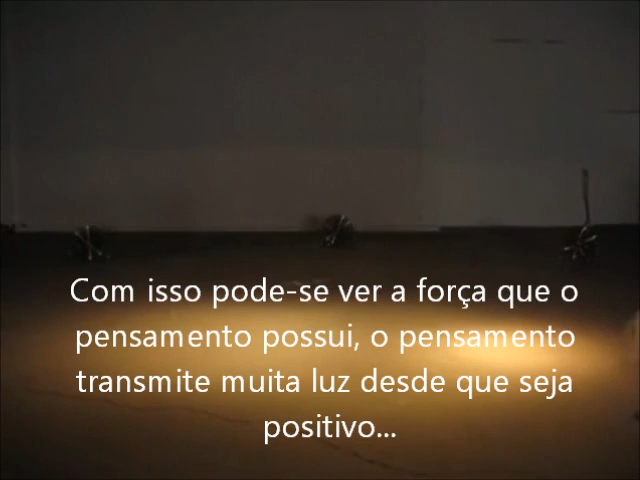 Com isso pode-se ver a força que o
pensamento possui, o pensamento
transmite muita luz desde que seja
positivo...